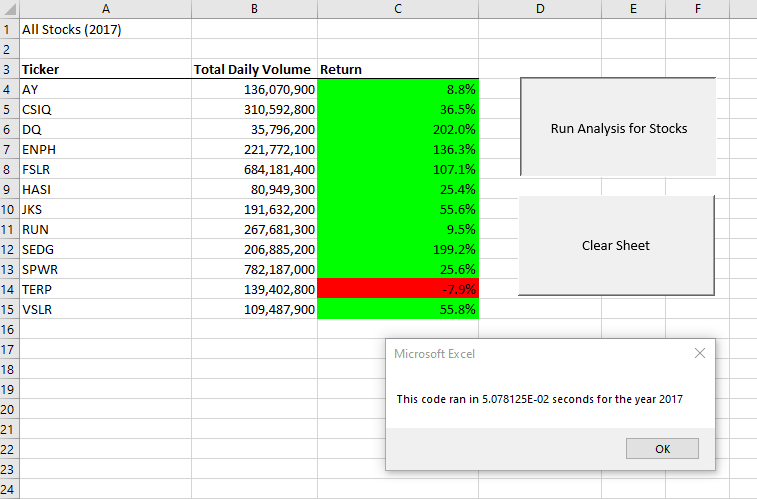 A B C D E F
1 All Stocks (2017)
2
3 Ticker Total Daily Volume Return
4 AY 136,070,900 8.8%
5 CSIQ 310,592,800 36.5%
6 DQ 35,796,200 202.0%
7 ENPH 221,772,100 136.3%
8 FSLR 684,181,400 107.1%
9 HASI 80,949,300 25.4%
10 JKS 191,632,200 55.6%
11 RUN 267,681,300 9.5%
12 SEDG 206,885,200 199.2%
13 SPWR 782,187,000 25.6%
14 TERP 139,402,800 -7.9%
15 VSLR 109,487,900 55.8%
16
17
18
19
20
21
22
23
24
Run Analysis for Stocks
Clear Sheet
Microsoft Excel
This code ran in 5.078125E-02 seconds for the year 2017
OK